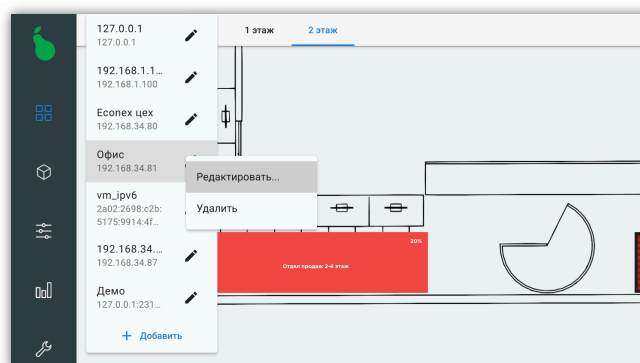 127.0.0.1
127.0.0.1
192.168.1.1...
192.168.1.100
Econex цех
192.168.34.80
Офис
192.168.34.81
vm_ipv6
2a02:2698:c2b:
5175:9914:4f...
192.168.34....
192.168.34.87
Демо
127.0.0.1:231...
+ Добавить
1 этаж
2 этаж
Редактировать...
Удалить
20%
Отдел продаж 2-й этаж